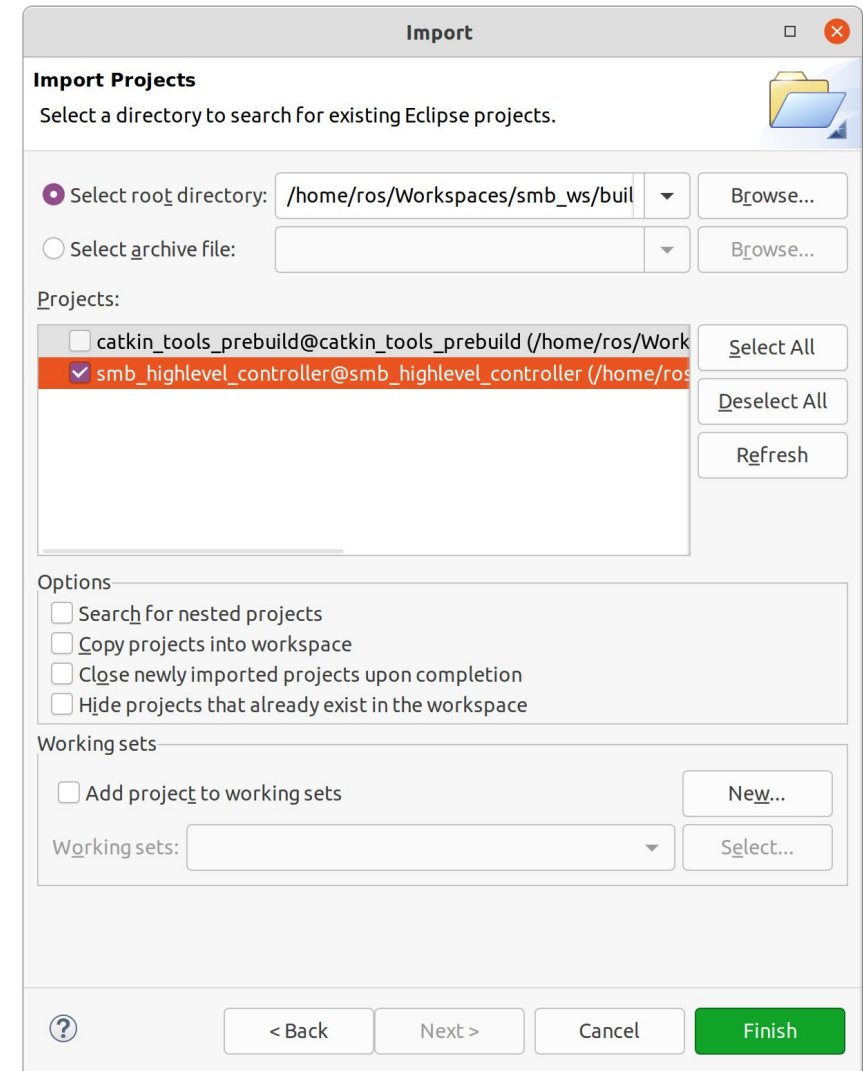 Import
Import Projects
Select a directory to search for existing Eclipse projects.
Select root directory: /home/ros/Workspaces/smb_ws/buil Browse...
Select archive file: Browse...
Projects:
catkin_tools_prebuild@catkin_tools_prebuild (/home/ros/Work
smb_highlevel_controller@smb_highlevel_controller (/home/ros
Select All
Deselect All
Refresh
Options
Search for nested projects
Copy projects into workspace
Close newly imported projects upon completion
Hide projects that already exist in the workspace
Working sets
Add project to working sets New...
Working sets: Select...
? < Back Next > Cancel Finish